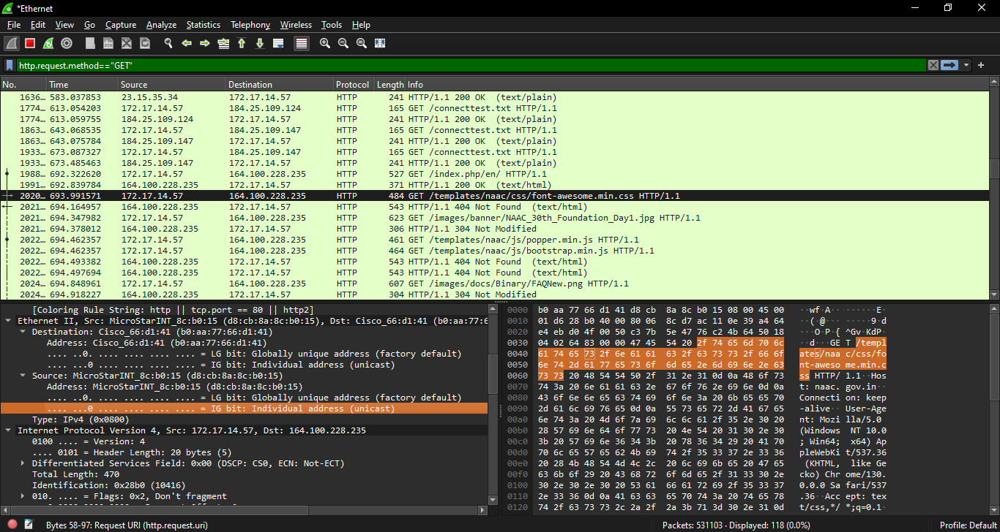 *Ethernet
File Edit View Go Capture Analyze Statistics Telephony Wireless Tools Help
http.request.method=="GET"
No. Time Source Destination Protocol Length Info
1636… 583.037853 23.15.35.34 172.17.14.57 HTTP 241 HTTP/1.1 200 OK (text/plain)
1774… 613.054203 172.17.14.57 184.25.109.124 HTTP 165 GET /connecttest.txt HTTP/1.1
1774… 613.059755 184.25.109.124 172.17.14.57 HTTP 241 HTTP/1.1 200 OK (text/plain)
1863… 643.068535 172.17.14.57 184.25.109.147 HTTP 165 GET /connecttest.txt HTTP/1.1
1863… 643.075784 184.25.109.147 172.17.14.57 HTTP 241 HTTP/1.1 200 OK (text/plain)
1933… 673.087327 172.17.14.57 184.25.109.147 HTTP 165 GET /connecttest.txt HTTP/1.1
1933… 673.485463 184.25.109.147 172.17.14.57 HTTP 241 HTTP/1.1 200 OK (text/plain)
1988… 692.322620 172.17.14.57 164.100.228.235 HTTP 527 GET /index.php/en/ HTTP/1.1
1991… 692.839784 164.100.228.235 172.17.14.57 HTTP 371 HTTP/1.1 200 OK (text/html)
2020… 693.991571 172.17.14.57 164.100.228.235 HTTP 484 GET /templates/naac/css/font-awesome.min.css HTTP/1.1
2021… 694.164957 164.100.228.235 172.17.14.57 HTTP 543 HTTP/1.1 404 Not Found (text/html)
2021… 694.347982 172.17.14.57 164.100.228.235 HTTP 623 GET /images/banner/NAAC_30th_Foundation_Day1.jpg HTTP/1.1
2021… 694.378012 164.100.228.235 172.17.14.57 HTTP 306 HTTP/1.1 304 Not Modified
2022… 694.462357 172.17.14.57 164.100.228.235 HTTP 461 GET /templates/naac/js/popper.min.js HTTP/1.1
2022… 694.462357 172.17.14.57 164.100.228.235 HTTP 464 GET /templates/naac/js/bootstrap.min.js HTTP/1.1
2022… 694.493382 164.100.228.235 172.17.14.57 HTTP 543 HTTP/1.1 404 Not Found (text/html)
2022… 694.497694 164.100.228.235 172.17.14.57 HTTP 543 HTTP/1.1 404 Not Found (text/html)
2024… 694.848961 172.17.14.57 164.100.228.235 HTTP 607 GET /images/docs/Binary/FAQNew.png HTTP/1.1
2024… 694.918227 164.100.228.235 172.17.14.57 HTTP 304 HTTP/1.1 304 Not Modified
[Coloring Rule String: http || tcp.port == 80 || http2]
Ethernet II, Src: MicroStarINT_8c:b0:15 (d8:cb:8a:8c:b0:15), Dst: Cisco_66:d1:41 (b0:aa:77:6
Destination: Cisco_66:d1:41 (b0:aa:77:66:d1:41)
Address: Cisco_66:d1:41 (b0:aa:77:66:d1:41)
.... ..0. .... .... .... .... = LG bit: Globally unique address (factory default)
.... ...0 .... .... .... .... = IG bit: Individual address (unicast)
Source: MicroStarINT_8c:b0:15 (d8:cb:8a:8c:b0:15)
Address: MicroStarINT_8c:b0:15 (d8:cb:8a:8c:b0:15)
.... ..0. .... .... .... .... = LG bit: Globally unique address (factory default)
.... ...0 .... .... .... .... = IG bit: Individual address (unicast)
Type: IPv4 (0x0800)
Internet Protocol Version 4, Src: 172.17.14.57, Dst: 164.100.228.235
0100 .... = Version: 4
.... 0101 = Header Length: 20 bytes (5)
Differentiated Services Field: 0x00 (DSCP: CS0, ECN: Not-ECT)
Total Length: 470
Identification: 0x28b0 (10416)
010. .... = Flags: 0x2, Don't fragment
0000 b0 aa 77 66 d1 41 d8 cb 8a 8c b0 15 08 00 45 00 ··wf·A·· ······E·
0010 01 d6 28 b0 40 00 80 06 8c d7 ac 11 0e 39 a4 64 ··(·@··· ·····9·d
0020 e4 eb d0 4f 00 50 c3 7b 5e 47 76 c2 4b 64 50 18 ···O·P·{ ^Gv·KdP·
0030 04 02 64 83 00 00 47 45 54 20 2f 74 65 6d 70 6c ··d···GE T /templ
0040 61 74 65 73 2f 6e 61 61 63 2f 63 73 73 2f 66 6f ates/naa c/css/fo
0050 6e 74 2d 61 77 65 73 6f 6d 65 2e 6d 69 6e 2e 63 nt-aweso me.min.c
0060 73 73 20 48 54 54 50 2f 31 2e 31 0d 0a 48 6f 73 ss HTTP/ 1.1··Hos
0070 74 3a 20 6e 61 61 63 2e 67 6f 76 2e 69 6e 0d 0a t: naac. gov.in··
0080 43 6f 6e 6e 65 63 74 69 6f 6e 3a 20 6b 65 65 70 Connecti on: keep
0090 2d 61 6c 69 76 65 0d 0a 55 73 65 72 2d 41 67 65 -alive·· User-Age
00a0 6e 74 3a 20 4d 6f 7a 69 6c 6c 61 2f 35 2e 30 20 nt: Mozi lla/5.0
00b0 28 57 69 6e 64 6f 77 73 20 4e 54 20 31 30 2e 30 (Windows NT 10.0
00c0 3b 20 57 69 6e 36 34 3b 20 78 36 34 29 20 41 70 ; Win64; x64) Ap
00d0 70 6c 65 57 65 62 4b 69 74 2f 35 33 37 2e 33 36 pleWebKi t/537.36
00e0 20 28 4b 48 54 4d 4c 2c 20 6c 69 6b 65 20 47 65 (KHTML, like Ge
00f0 63 6b 6f 29 20 43 68 72 6f 6d 65 2f 31 33 30 2e cko) Chr ome/130.
0100 30 2e 30 2e 30 20 53 61 66 61 72 69 2f 35 33 37 0.0.0 Sa fari/537
0110 2e 33 36 0d 0a 41 63 63 65 70 74 3a 20 74 65 78 .36··Acc ept: tex
0120 74 2f 63 73 73 2c 2a 2f 2a 3b 71 3d 30 2e 31 0d t/css,*/ *;q=0.1·
Bytes 58-97: Request URI (http.request.uri) Packets: 531103 · Displayed: 118 (0.0%) Profile: Default